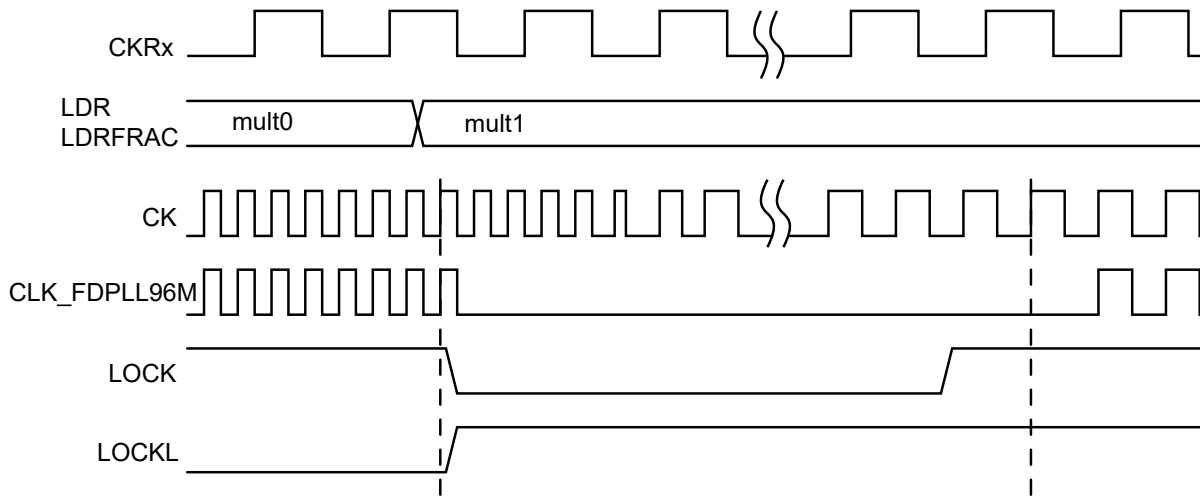 CKRx
LDR
LDRFRAC
mult0
mult1
CK
CLK_FDPLL96M
LOCK
LOCKL